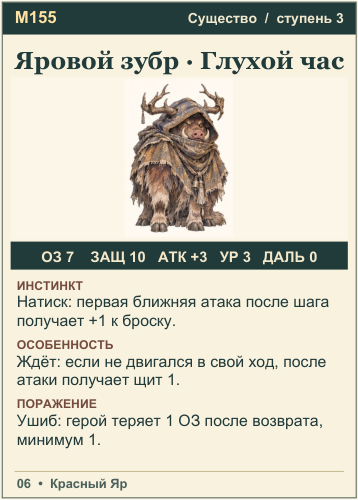 M155
Существо / ступень 3
Яровой зубр · Глухой час
ОЗ 7 ЗАЩ 10 АТК +3 УР 3 ДАЛЬ 0
ИНСТИНКТ
Натиск: первая ближняя атака после шага
получает +1 к броску.
ОСОБЕННОСТЬ
Ждёт: если не двигался в свой ход, после
атаки получает щит 1.
ПОРАЖЕНИЕ
Ушиб: герой теряет 1 ОЗ после возврата,
минимум 1.
06 • Красный Яр